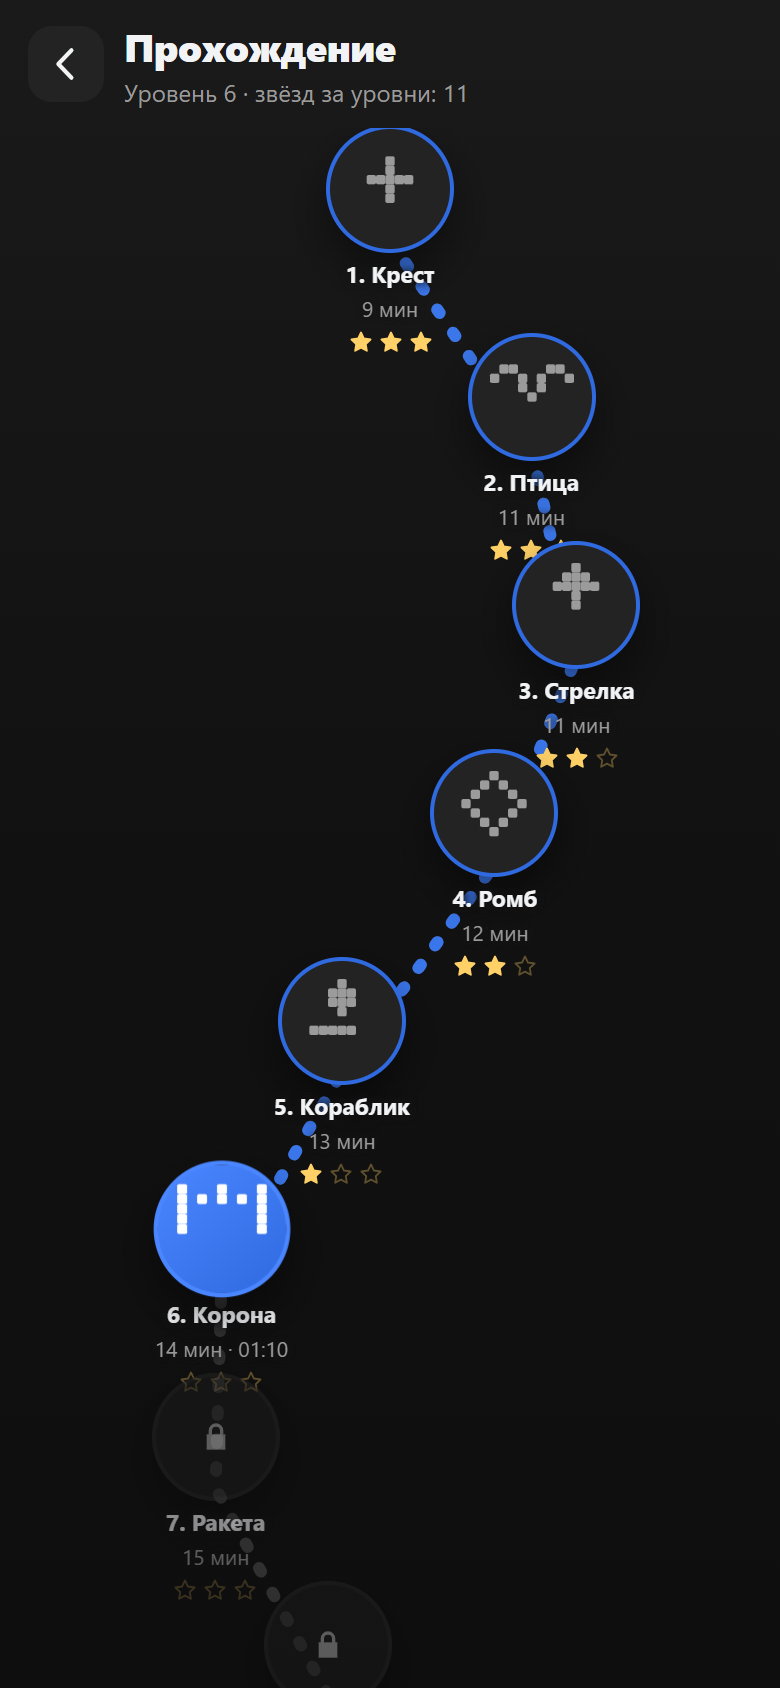 Прохождение
Уровень 6 · звёзд за уровни: 11
1. Крест
9 мин
2. Птица
11 мин
3. Стрелка
11 мин
4. Ромб
12 мин
5. Кораблик
13 мин
6. Корона
14 мин · 01:10
7. Ракета
15 мин